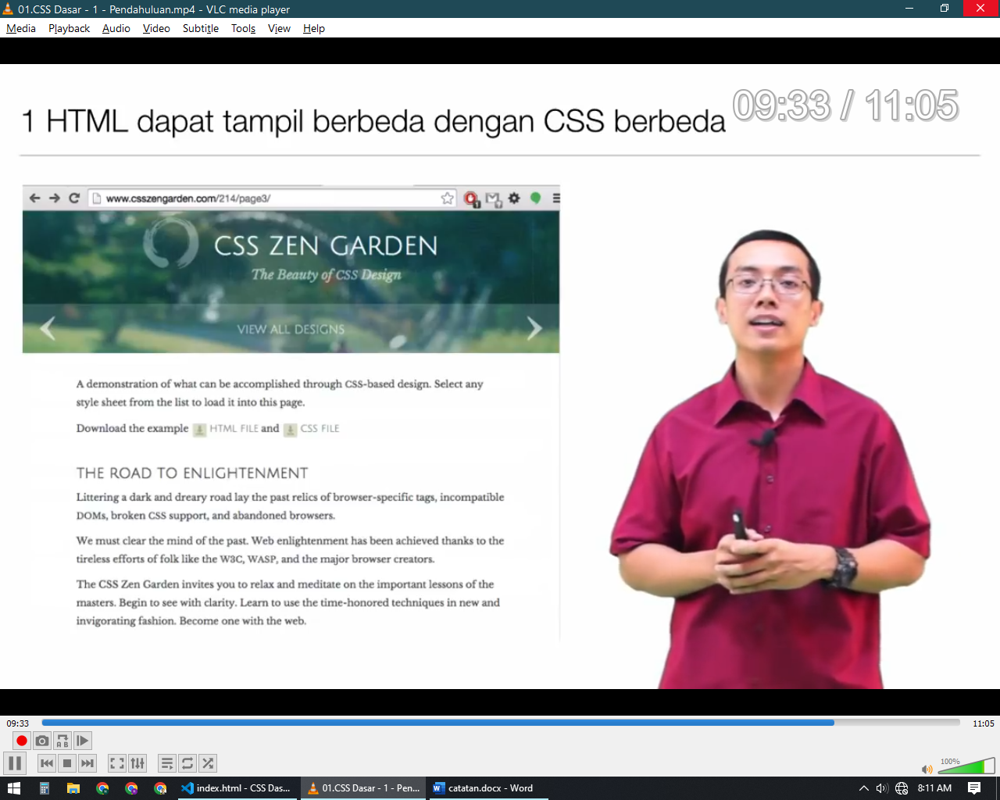 01.CSS Dasar - 1 - Pendahuluan.mp4 - VLC media player
Media Playback Audio Video Subtitle Tools View Help
09:33 / 11:05
1 HTML dapat tampil berbeda dengan CSS berbeda
www.csszengarden.com/214/page3/
CSS ZEN GARDEN
The Beauty of CSS Design
VIEW ALL DESIGNS
A demonstration of what can be accomplished through CSS-based design. Select any
style sheet from the list to load it into this page.
Download the example HTML FILE and CSS FILE
THE ROAD TO ENLIGHTENMENT
Littering a dark and dreary road lay the past relics of browser-specific tags, incompatible
DOMs, broken CSS support, and abandoned browsers.
We must clear the mind of the past. Web enlightenment has been achieved thanks to the
tireless efforts of folk like the W3C, WASP, and the major browser creators.
The CSS Zen Garden invites you to relax and meditate on the important lessons of the
masters. Begin to see with clarity. Learn to use the time-honored techniques in new and
invigorating fashion. Become one with the web.
09:33 11:05
A B
100%
index.html - CSS Das... 01.CSS Dasar - 1 - Pen... catatan.docx - Word 8:11 AM